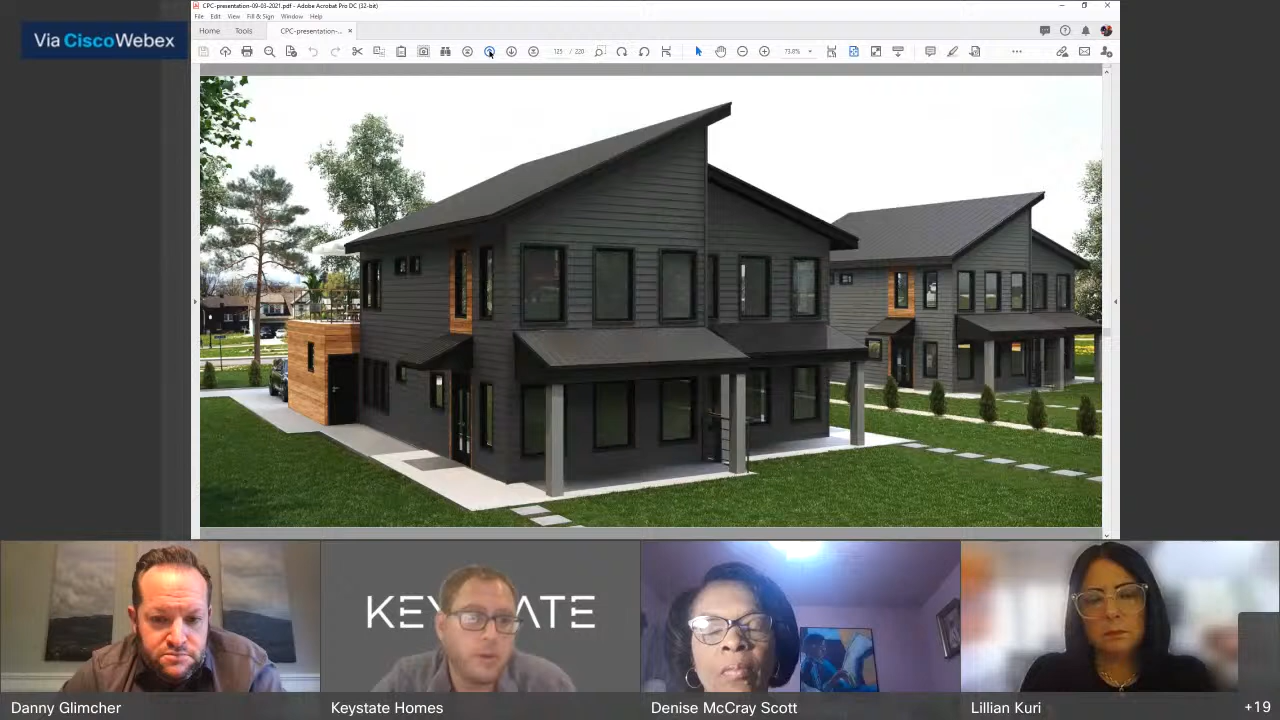 CPC-presentation-09-03-2021.pdf - Adobe Acrobat Pro DC (32-bit)
Via Cisco Webex
File Edit View Fill & Sign Window Help
Home Tools CPC-presentation-... ×
/ 220 73.8%
KEYSTATE
Danny Glimcher
Keystate Homes
Denise McCray Scott
Lillian Kuri
+19